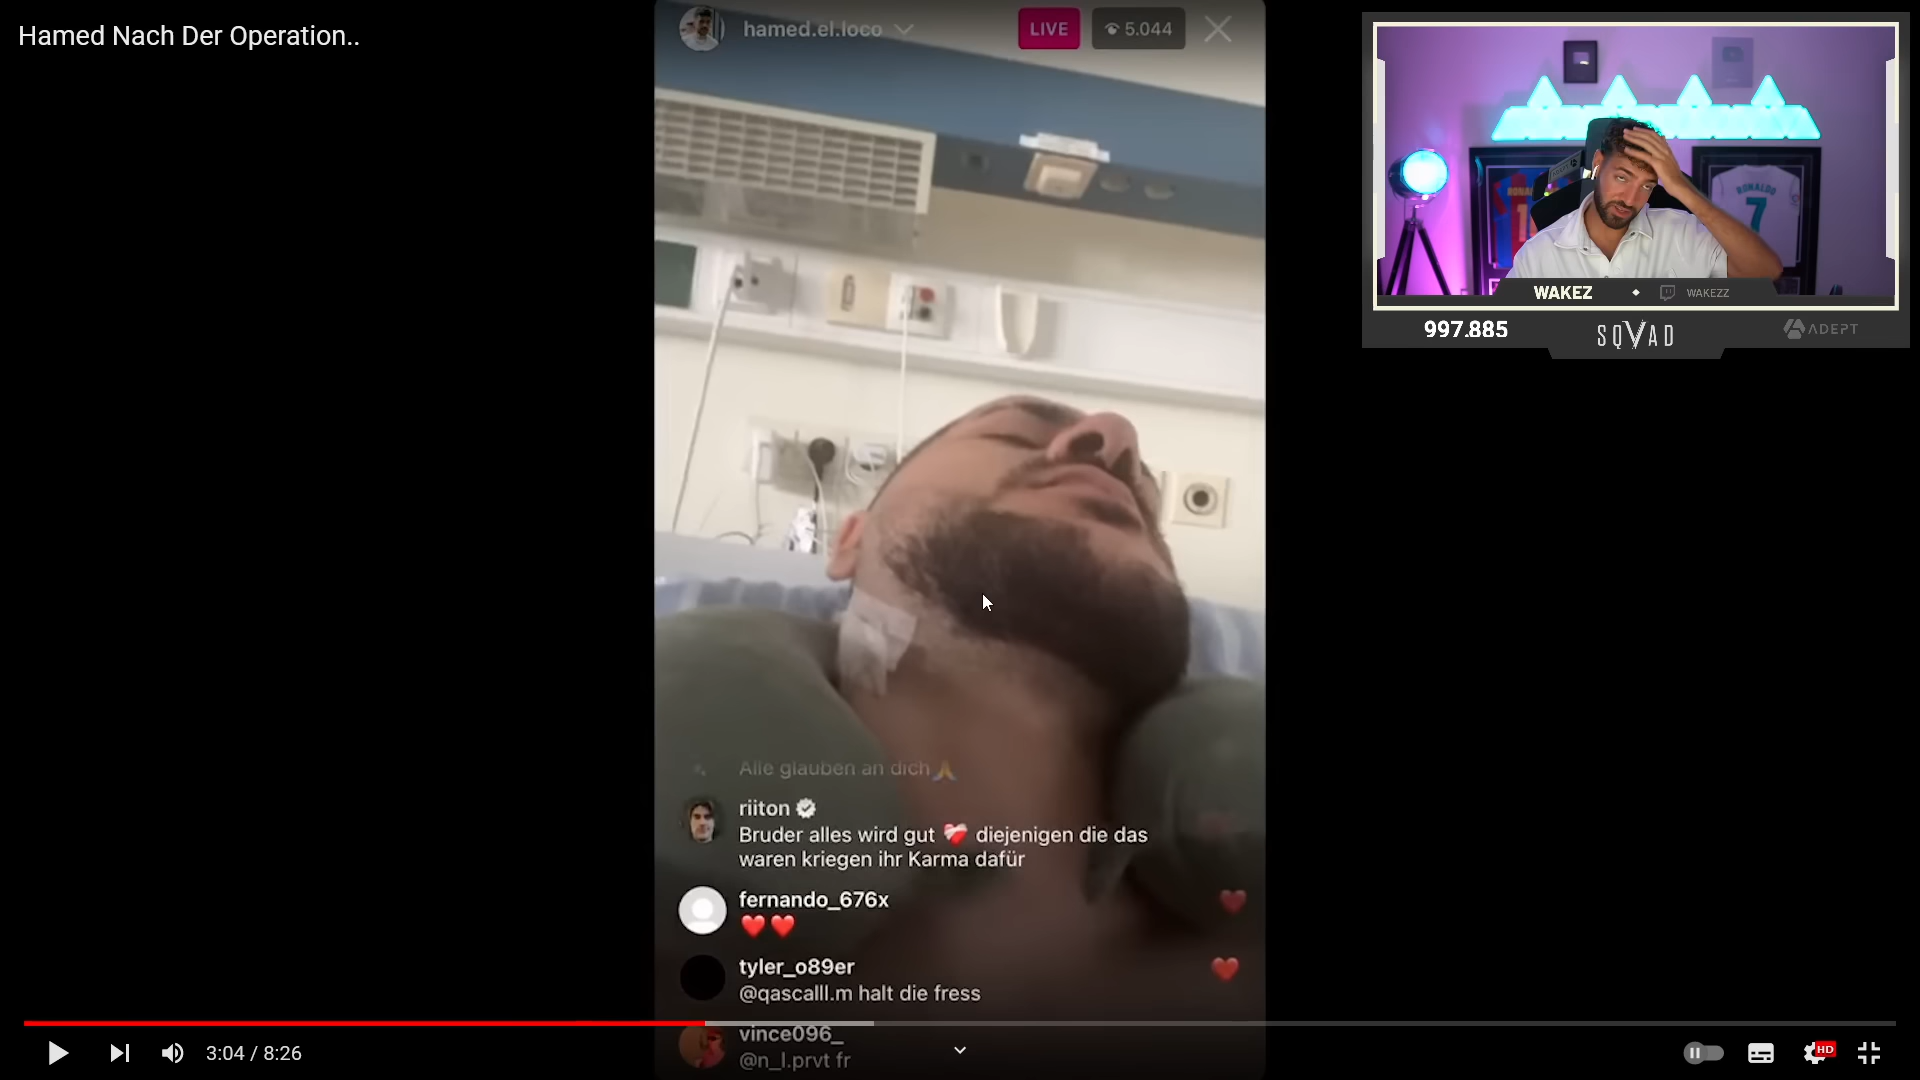 Hamed Nach Der Operation..
hamed.el.loco
LIVE
5.044
RONALDO
7
WAKEZ
WAKEZZ
997.885
SQVAD
ADEPT
Alle glauben an dich🙏
riiton
Bruder alles wird gut ❤️‍🩹 diejenigen die das
waren kriegen ihr Karma dafür
fernando_676x
❤️❤️
tyler_o89er
@qascalll.m halt die fress
vince096_
@n_l.prvt fr
3:04 / 8:26
HD